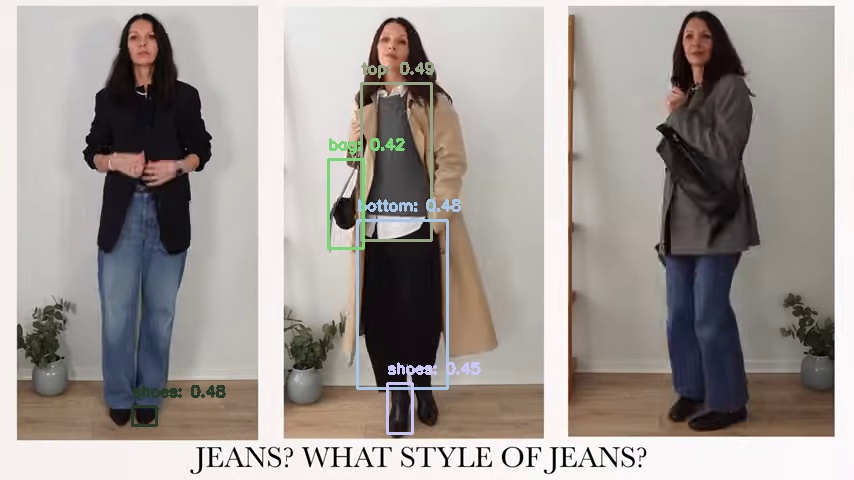 top: 0.49
bag: 0.42
bottom: 0.48
shoes: 0.45
shoes: 0.48
JEANS? WHAT STYLE OF JEANS?